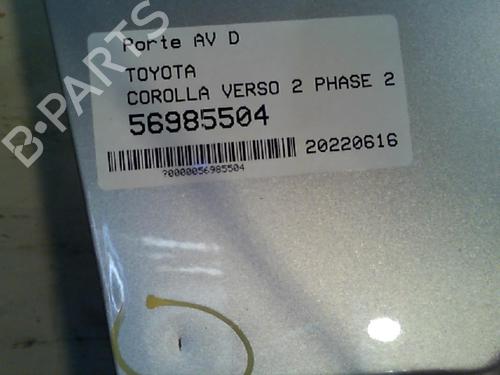 Porte AV D
TOYOTA
COROLLA VERSO 2 PHASE 2
56985504
20220616
?0000056985504
B-PARTS